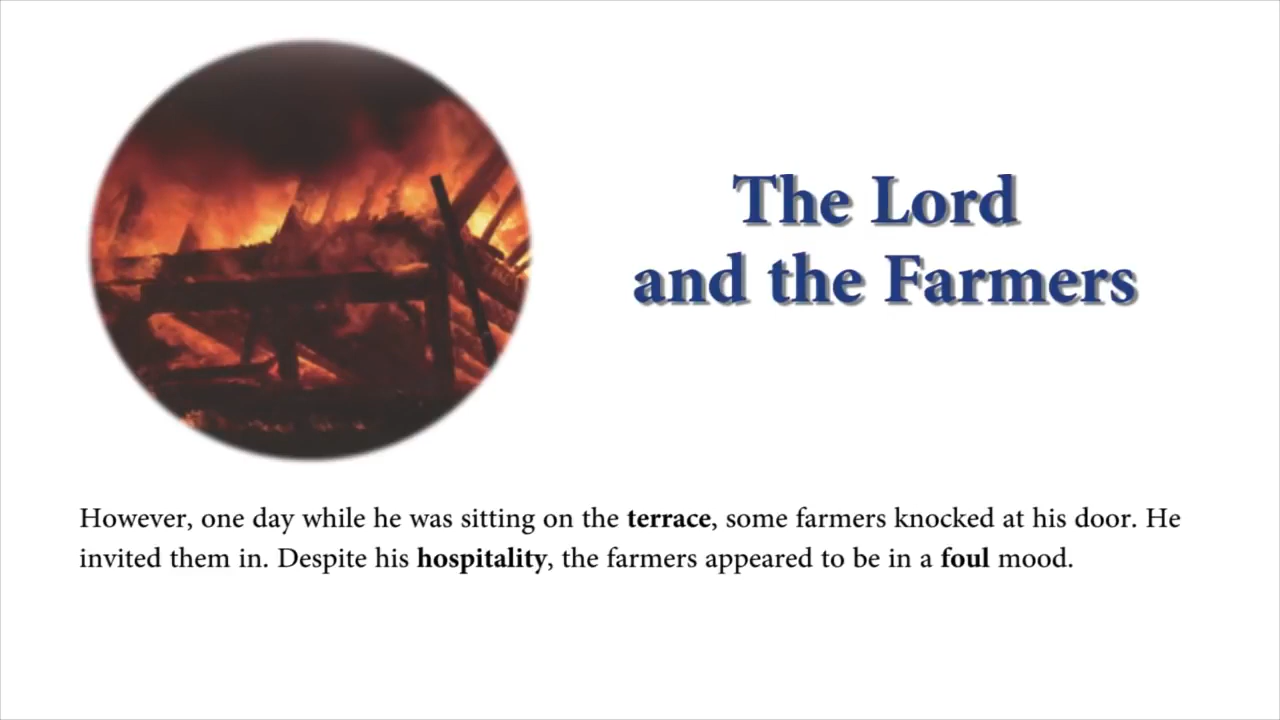 The Lord
and the Farmers
However, one day while he was sitting on the terrace, some farmers knocked at his door. He
invited them in. Despite his hospitality, the farmers appeared to be in a foul mood.